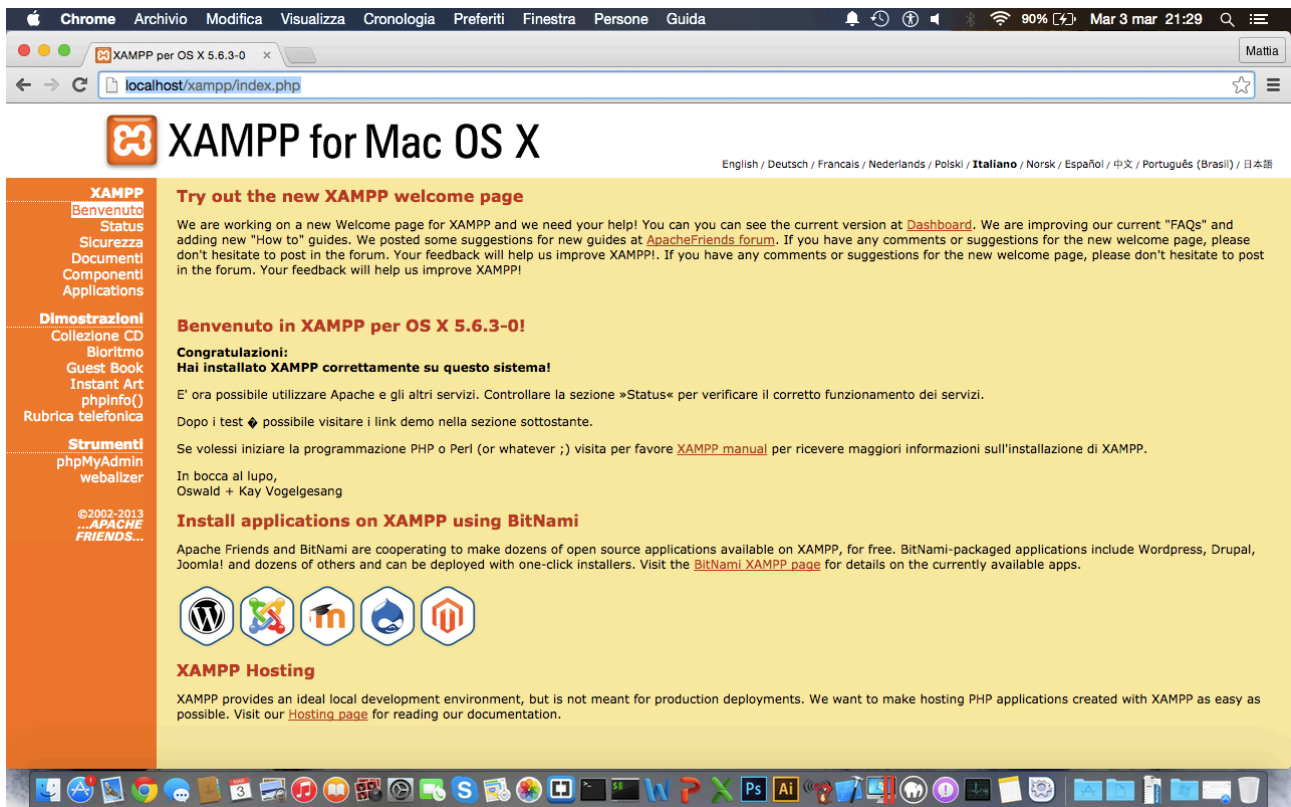 Chrome Archivio Modifica Visualizza Cronologia Preferiti Finestra Persone Guida 90% Mar 3 mar 21:29
XAMPP per OS X 5.6.3-0 Mattia
localhost/xampp/index.php
XAMPP for Mac OS X
English / Deutsch / Francais / Nederlands / Polski / Italiano / Norsk / Español / 中文 / Português (Brasil) / 日本語
XAMPP
Benvenuto
Status
Sicurezza
Documenti
Componenti
Applications
Dimostrazioni
Collezione CD
Bioritmo
Guest Book
Instant Art
phpinfo()
Rubrica telefonica
Strumenti
phpMyAdmin
webalizer
©2002-2013
...APACHE
FRIENDS...
Try out the new XAMPP welcome page
We are working on a new Welcome page for XAMPP and we need your help! You can you can see the current version at Dashboard. We are improving our current "FAQs" and
adding new "How to" guides. We posted some suggestions for new guides at ApacheFriends forum. If you have any comments or suggestions for the new welcome page, please
don't hesitate to post in the forum. Your feedback will help us improve XAMPP!. If you have any comments or suggestions for the new welcome page, please don't hesitate to post
in the forum. Your feedback will help us improve XAMPP!
Benvenuto in XAMPP per OS X 5.6.3-0!
Congratulazioni:
Hai installato XAMPP correttamente su questo sistema!
E' ora possibile utilizzare Apache e gli altri servizi. Controllare la sezione »Status« per verificare il corretto funzionamento dei servizi.
Dopo i test � possibile visitare i link demo nella sezione sottostante.
Se volessi iniziare la programmazione PHP o Perl (or whatever ;) visita per favore XAMPP manual per ricevere maggiori informazioni sull'installazione di XAMPP.
In bocca al lupo,
Oswald + Kay Vogelgesang
Install applications on XAMPP using BitNami
Apache Friends and BitNami are cooperating to make dozens of open source applications available on XAMPP, for free. BitNami-packaged applications include Wordpress, Drupal,
Joomla! and dozens of others and can be deployed with one-click installers. Visit the BitNami XAMPP page for details on the currently available apps.
XAMPP Hosting
XAMPP provides an ideal local development environment, but is not meant for production deployments. We want to make hosting PHP applications created with XAMPP as easy as
possible. Visit our Hosting page for reading our documentation.
3 Ps Ai